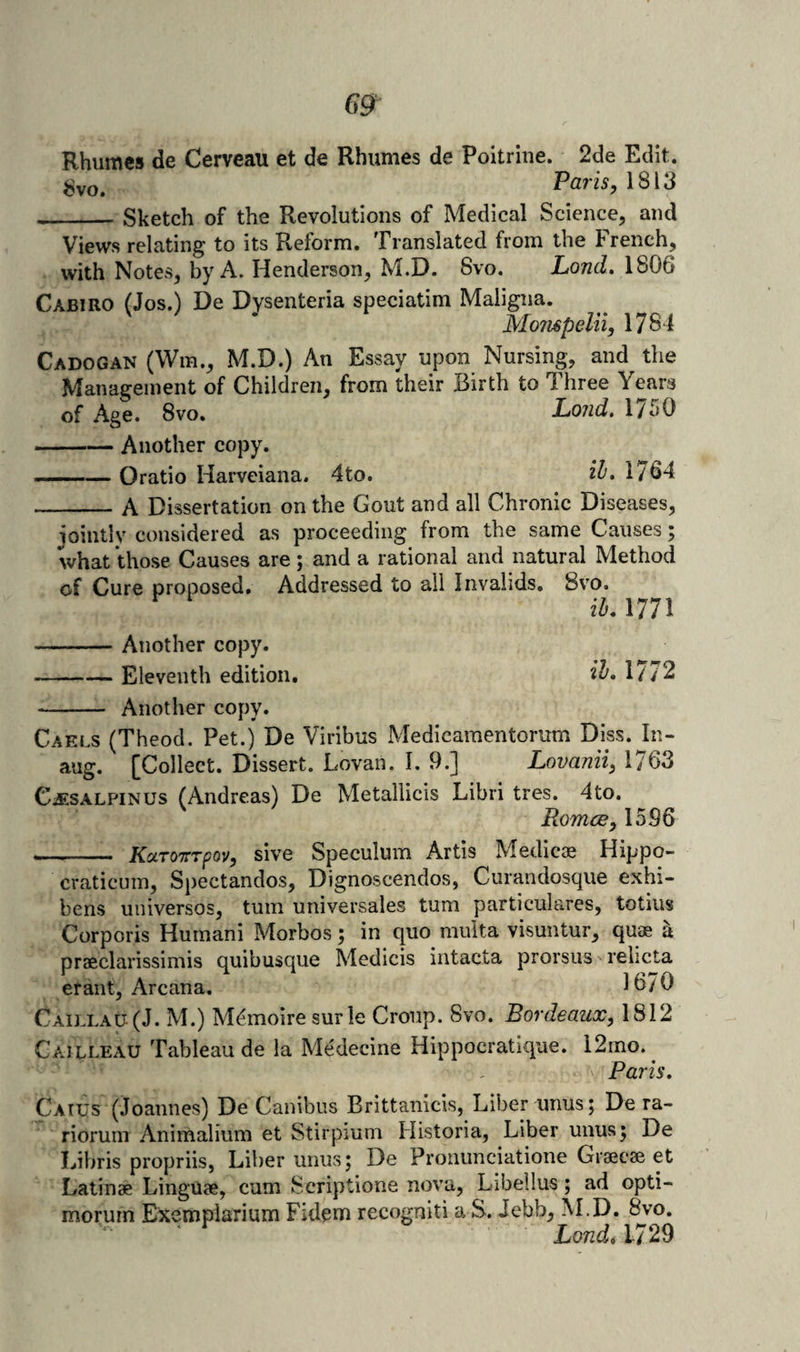 69
Rhumes de Cerveau et de Rhumes de Poitrine. 2de Edit.
8vo. Paris, 1813
——— Sketch of the Revolutions of Medical Science, and
Views relating to its Reform. Translated from the French,
with Notes, by A. Henderson, M.D. 8vo. Lond. 1806
CABIRO (Jos.) De Dysenteria speciatim Maligna.
Monspelii, 1784
CADOGAN (Wm., M.D.) An Essay upon Nursing, and the
Management of Children, from their Birth to Three Years
of Age. 8vo. Lond. 1750
——— Another copy.
——— Oratio Harveiana. 4to. ib. 1764
——— A Dissertation on the Gout and all Chronic Diseases,
jointly considered as proceeding from the same Causes;
what those Causes are; and a rational and natural Method
of Cure proposed. Addressed to all Invalids. 8vo.
ib. 1771
——— Another copy.
——— Eleventh edition. ib. 1772
——— Another copy.
CAELS (Theod. Pet.) De Viribus Medicamentorum Diss. In-
aug. [Collect. Dissert. Lovan. I. 9.] Lovanii, 1763
CÆSALPINUS (Andreas) De Metallicis Libri tres. 4to.
Romæ, 1596
——— Κατοπτρον, sive Speculum Artis Medicæ Hippo-
craticum, Spectandos, Dignoscendos, Curandosque exhi-
bens universos, tum universales tum particulares, totius
Corporis Humani Morbos; in quo multa visuntur, quæ à
præclarissimis quibusque Medicis intacta prorsus relicta
erant, Arcana. 1670
CAILLAU (J. M.) Mémoire sur le Croup. 8vo. Bordeaux, 1812
CAILLEAU Tableau de la Médecine Hippocratique. 12mo.
Paris.
CAIUS (Joannes) De Canibus Brittanicis, Liber unus; De ra-
riorum Animalium et Stirpium Historia, Liber unus; De
Libris propriis, Liber unus; De Pronunciatione Græcæ et
Latinæ Linguæ, cum Scriptione nova, Libellus; ad opti-
morum Exemplarium Fidem recogniti a S. Jebb, M.D. 8vo.
Lond. 1729